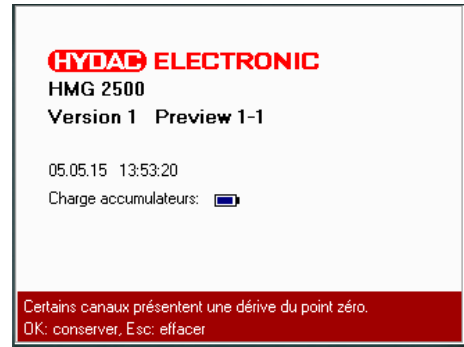 HYDAC ELECTRONIC
HMG 2500
Version 1 Preview 1-1
05.05.15 13:53:20
Charge accumulateurs:
Certains canaux présentent une dérive du point zéro.
OK: conserver, Esc: effacer